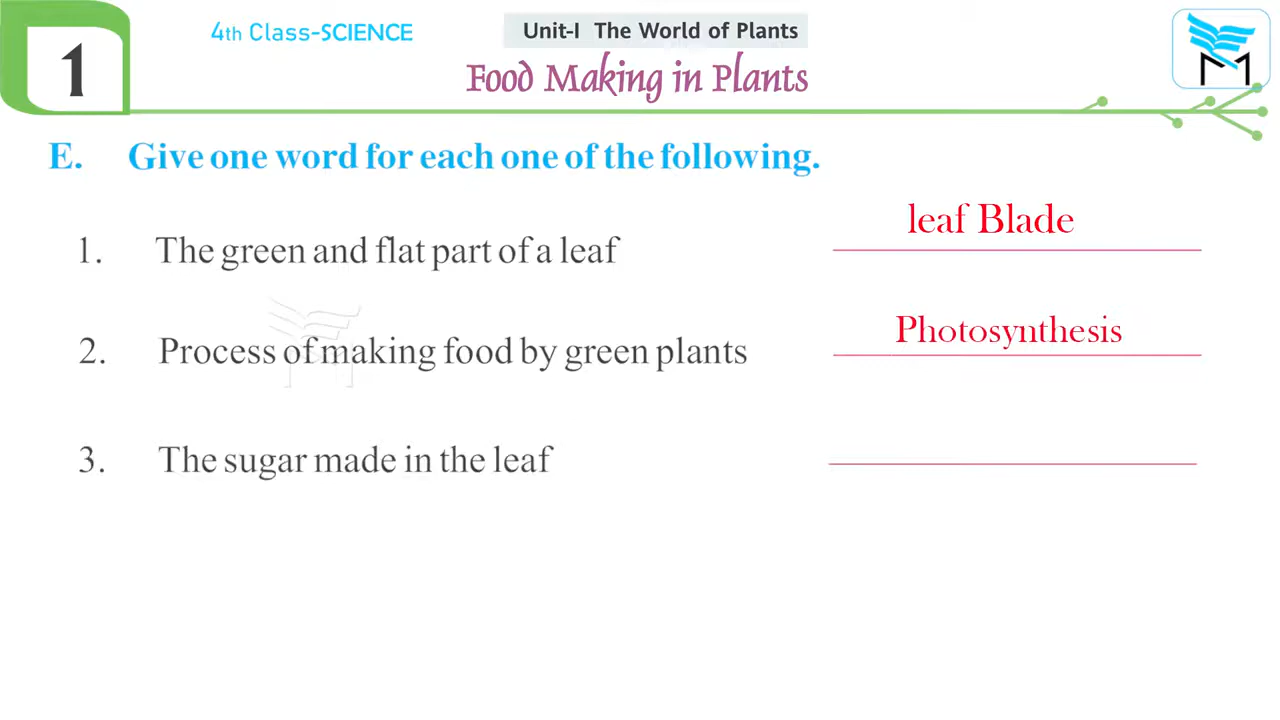 1
4th Class-SCIENCE
Unit-I The World of Plants
Food Making in Plants
M
E. Give one word for each one of the following.
1. The green and flat part of a leaf leaf Blade
2. Process of making food by green plants Photosynthesis
3. The sugar made in the leaf